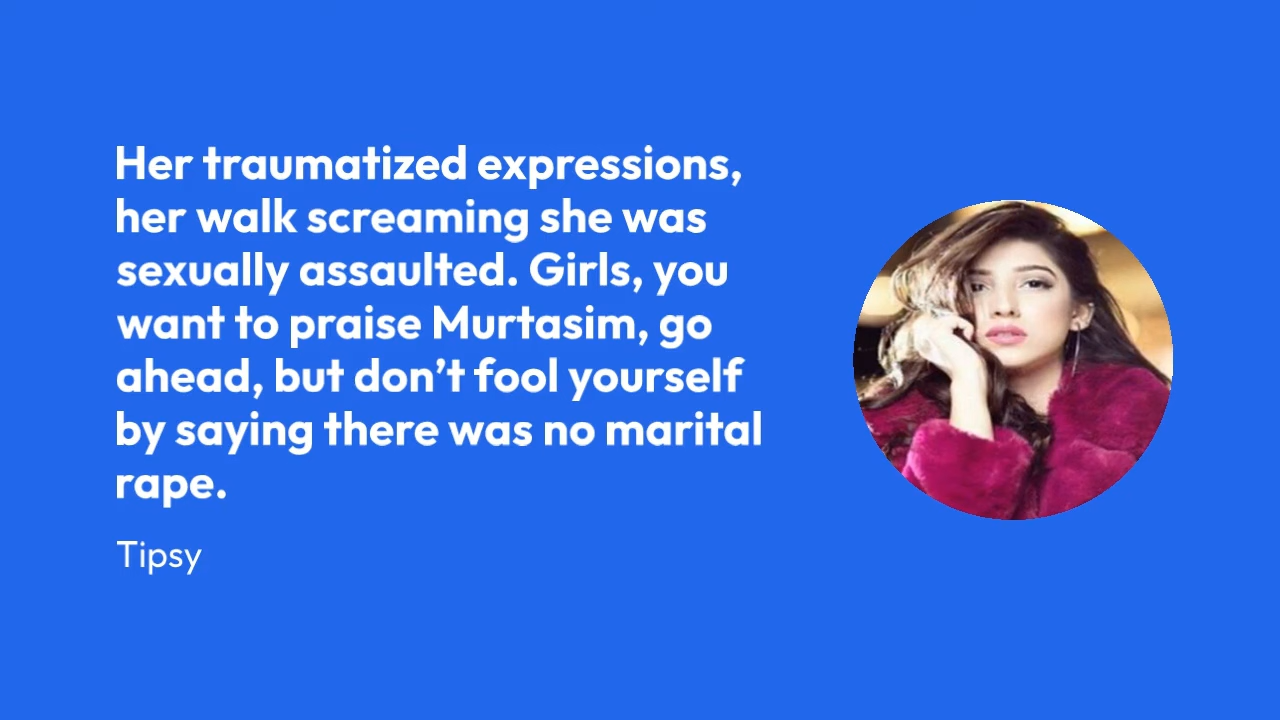 Her traumatized expressions,
her walk screaming she was
sexually assaulted. Girls, you
want to praise Murtasim, go
ahead, but don’t fool yourself
by saying there was no marital
rape.
Tipsy